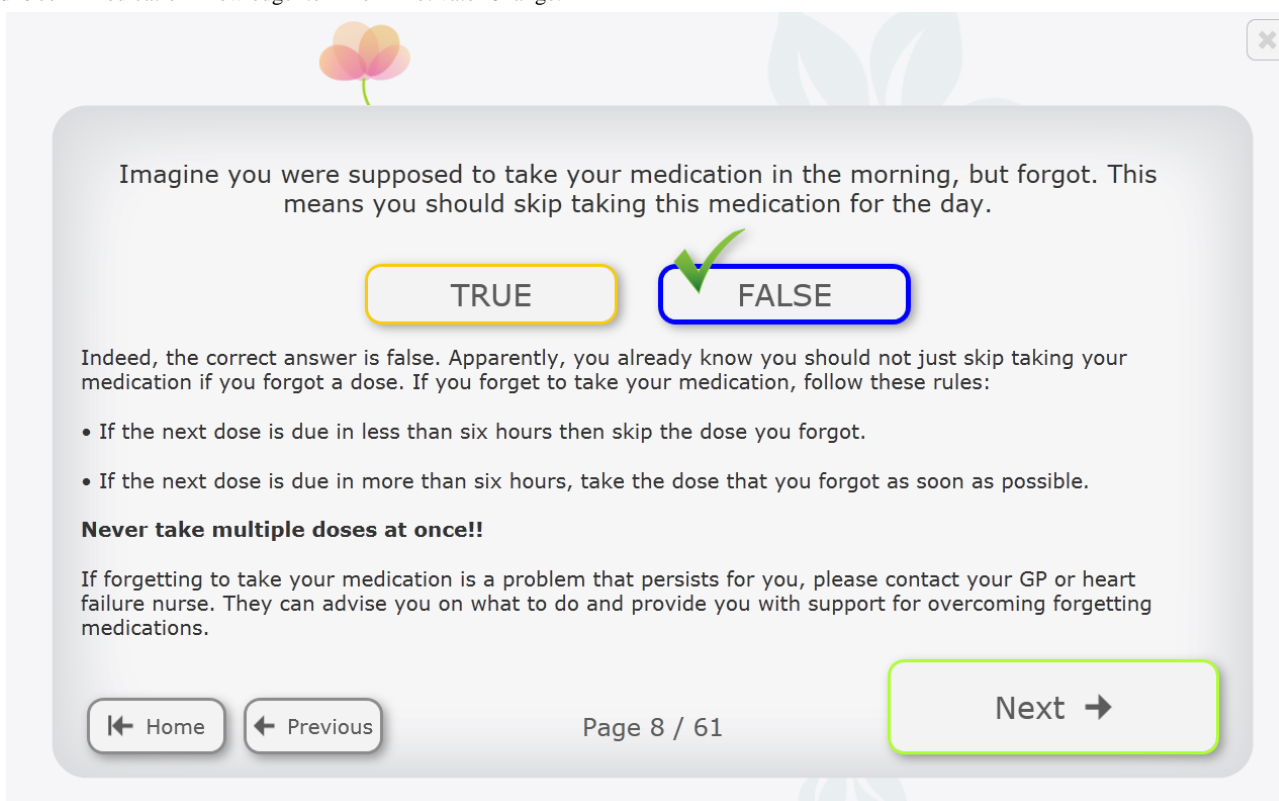 Imagine you were supposed to take your medication in the morning, but forgot. This
means you should skip taking this medication for the day.
TRUE
FALSE
Indeed, the correct answer is false. Apparently, you already know you should not just skip taking your
medication if you forgot a dose. If you forget to take your medication, follow these rules:
• If the next dose is due in less than six hours then skip the dose you forgot.
• If the next dose is due in more than six hours, take the dose that you forgot as soon as possible.
Never take multiple doses at once!!
If forgetting to take your medication is a problem that persists for you, please contact your GP or heart
failure nurse. They can advise you on what to do and provide you with support for overcoming forgetting
medications.
Home
Previous
Page 8 / 61
Next